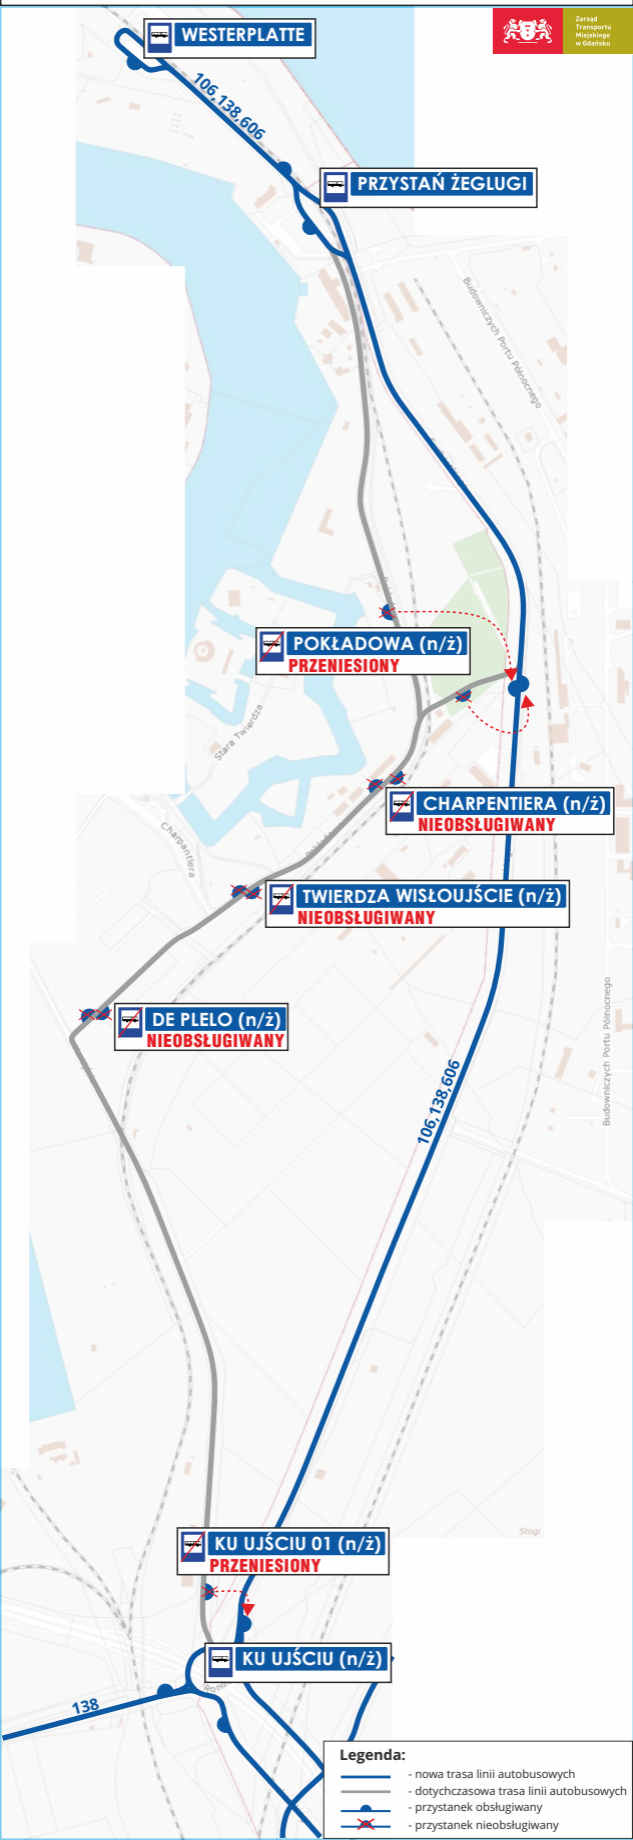 Zarząd
Transportu
Miejskiego
w Gdańsku
WESTERPLATTE
106,138,606
PRZYSTAŃ ŻEGLUGI
Budowniczych Portu Północnego
POKŁADOWA (n/ż)
PRZENIESIONY
Stara Twierdza
CHARPENTIERA (n/ż)
NIEOBSŁUGIWANY
Charpentiera
TWIERDZA WISŁOUJŚCIE (n/ż)
NIEOBSŁUGIWANY
DE PLELO (n/ż)
NIEOBSŁUGIWANY
Budowniczych Portu Północnego
106,138,606
Stogi
KU UJŚCIU 01 (n/ż)
PRZENIESIONY
KU UJŚCIU (n/ż)
138
Legenda:
- nowa trasa linii autobusowych
- dotychczasowa trasa linii autobusowych
- przystanek obsługiwany
- przystanek nieobsługiwany